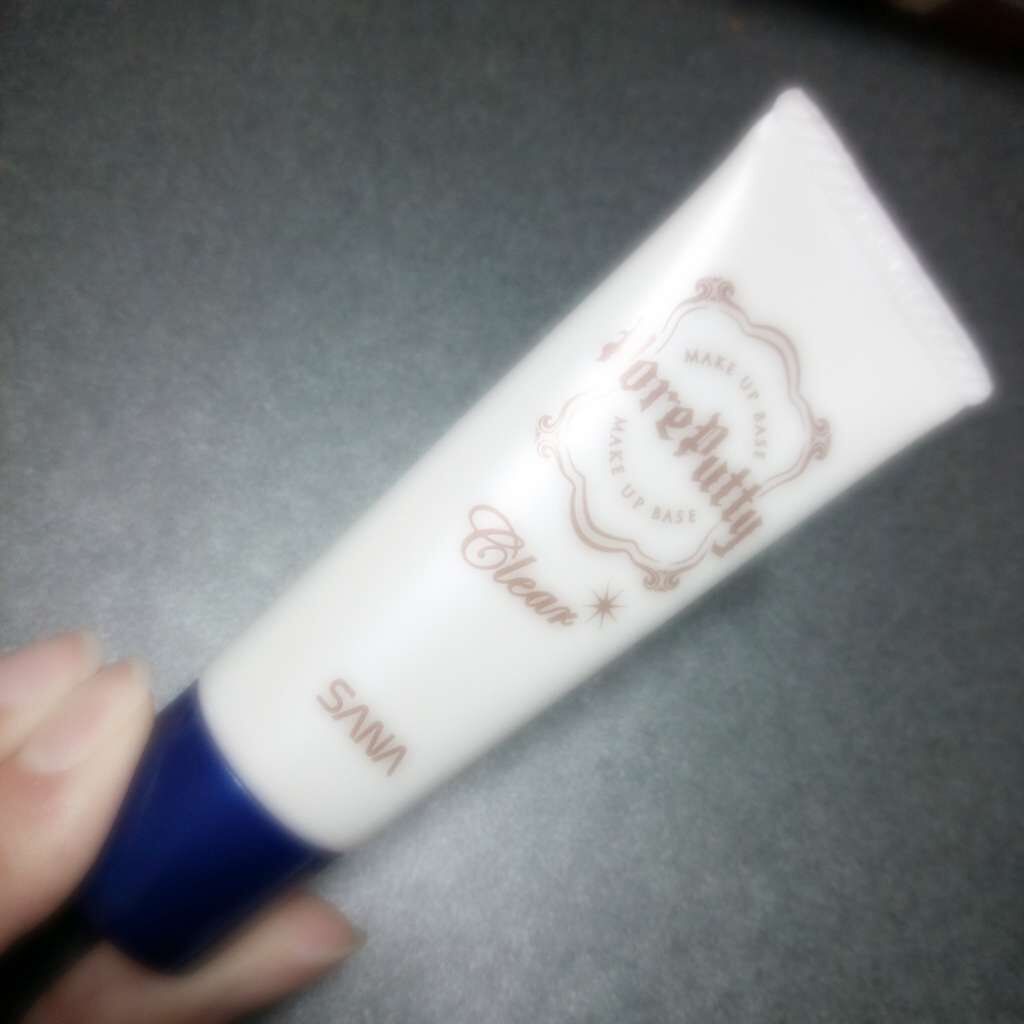 MAKE UP BASE
PorePutty
MAKE UP BASE
Clear
SANA